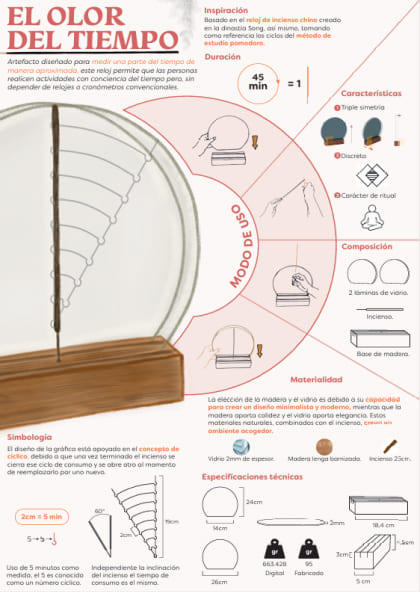 EL OLOR
DEL TIEMPO
Artefacto diseñado para medir una parte del tiempo de
manera aproximada, este reloj permite que las personas
realicen actividades con conciencia del tiempo pero, sin
depender de relojes o cronómetros convencionales.
Inspiración
Basado en el reloj de incienso chino creado
en la dinastía Song, así mismo, tomando
como referencia los ciclos del método de
estudio pomodoro.
Duración
45
min
= 1
Características
1 Triple simetría
Discreto
Carácter de ritual
MODO DE USO
Composición
2 láminas de vidrio.
Incienso.
Base de madera.
Materialidad
La elección de la madera y el vidrio es debido a su capacidad
para crear un diseño minimalista y moderno, mientras que la
madera aporta calidez y el vidrio aporta elegancia. Estos
materiales naturales, combinados con el incienso, crean un
ambiente acogedor.
Vidrio 2mm de espesor.
Madera lenga barnizada.
Incienso 25cm.
Simbología
El diseño de la gráfica está apoyado en el concepto de
cíclico, debido a que una vez terminado el incienso se
cierra ese ciclo de consumo y se abre otro al momento
de reemplazarlo por uno nuevo.
2cm = 5 min
5→5→
60°
2cm
19cm
Uso de 5 minutos como
medida, el 5 es conocido
como un número cíclico.
Independiente la inclinación
del incienso el tiempo de
consumo es el mismo.
Especificaciones técnicas
24cm
14cm
2mm
18,4 cm
26cm
gr
663.428
Digital
gr
95
Fabricado
3cm
.5cm
5 cm